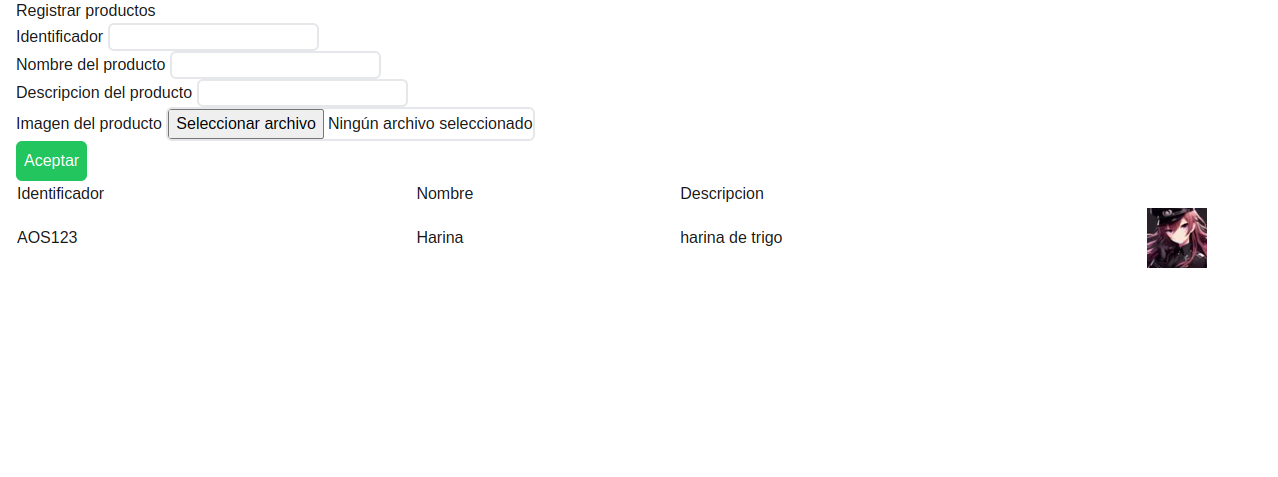 Registrar productos
Identificador
Nombre del producto
Descripcion del producto
Imagen del producto Seleccionar archivo Ningún archivo seleccionado
Aceptar
Identificador Nombre Descripcion
AOS123 Harina harina de trigo